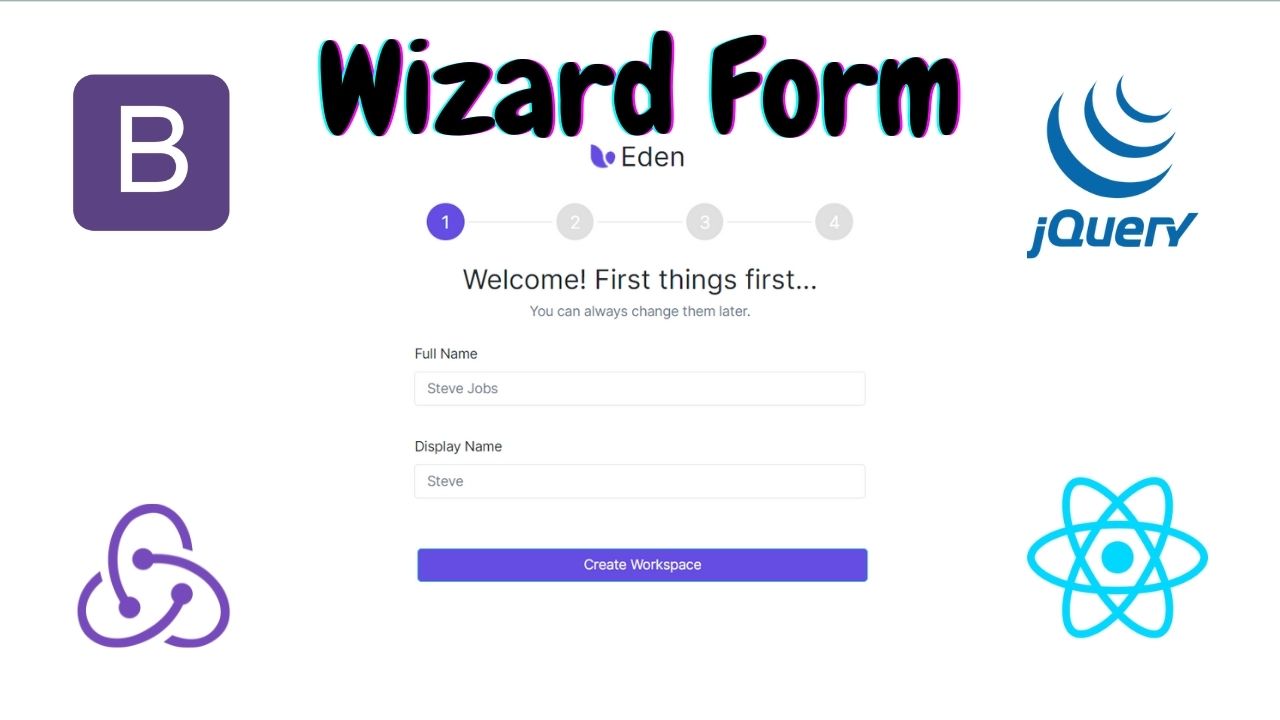 Wizard Form
B
Eden
jQuery
1 2 3 4
Welcome! First things first...
You can always change them later.
Full Name
Steve Jobs
Display Name
Steve
Create Workspace